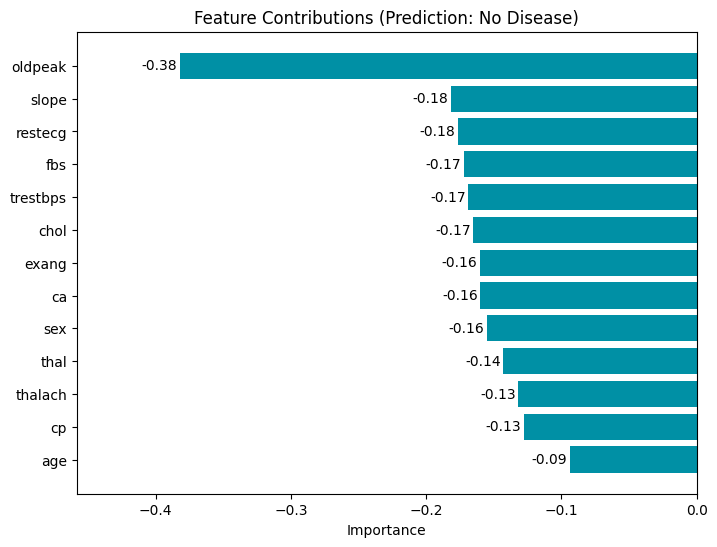 Feature Contributions (Prediction: No Disease)
oldpeak -0.38
slope -0.18
restecg -0.18
fbs -0.17
trestbps -0.17
chol -0.17
exang -0.16
ca -0.16
sex -0.16
thal -0.14
thalach -0.13
cp -0.13
age -0.09
−0.4 −0.3 −0.2 −0.1 0.0
Importance